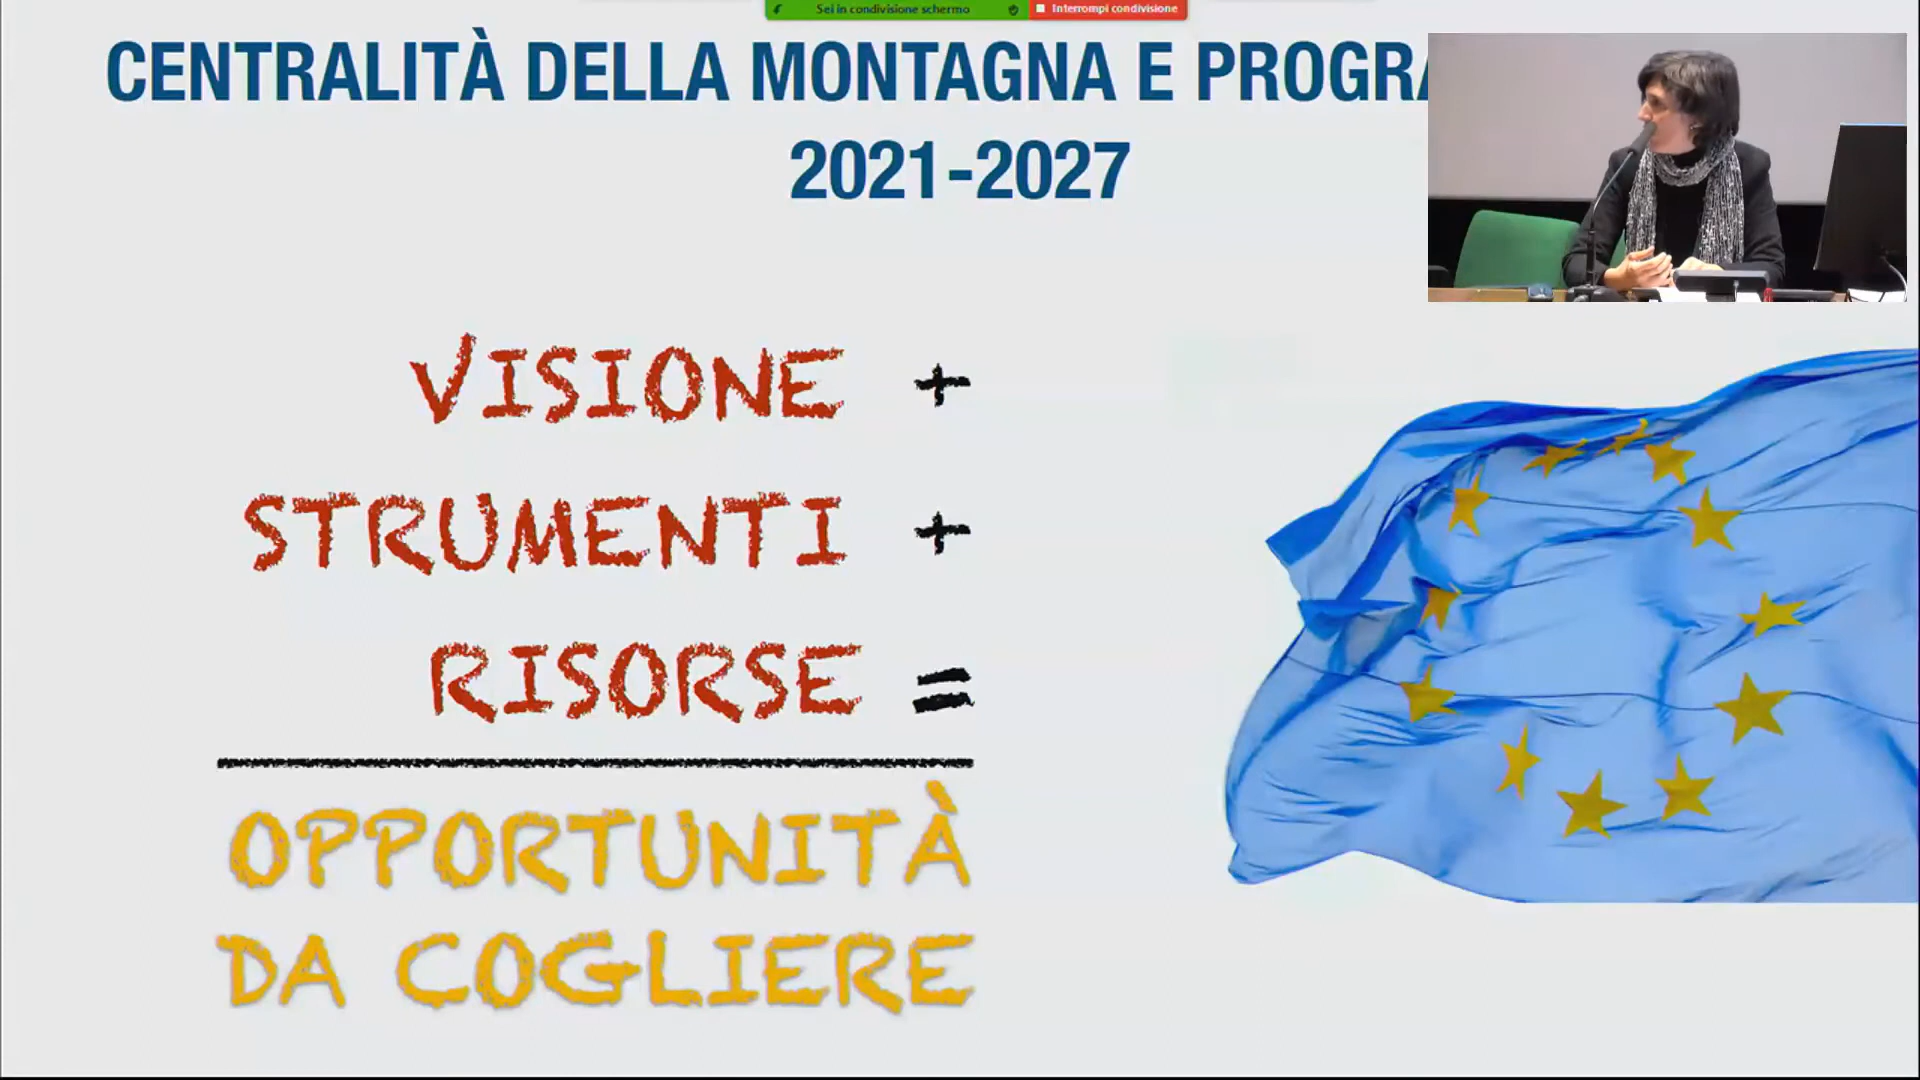 Sei in condivisione schermo
Interrompi condivisione
CENTRALITÀ DELLA MONTAGNA E PROGRA
2021-2027
VISIONE +
STRUMENTI +
RISORSE =
OPPORTUNITÀ
DA COGLIERE